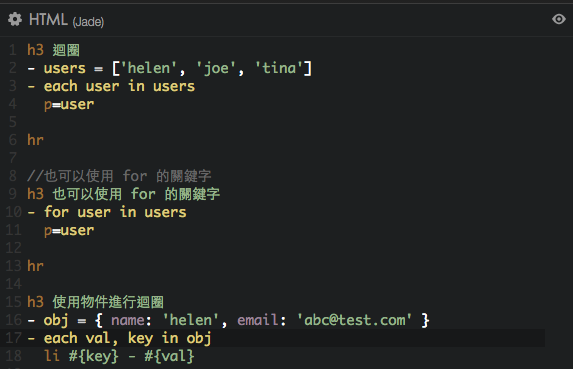 HTML (Jade)
1 h3 迴圈
2 - users = ['helen', 'joe', 'tina']
3 - each user in users
4   p=user
5
6 hr
7
8 //也可以使用 for 的關鍵字
9 h3 也可以使用 for 的關鍵字
10 - for user in users
11   p=user
12
13 hr
14
15 h3 使用物件進行迴圈
16 - obj = { name: 'helen', email: 'abc@test.com' }
17 - each val, key in obj
18   li #{key} - #{val}